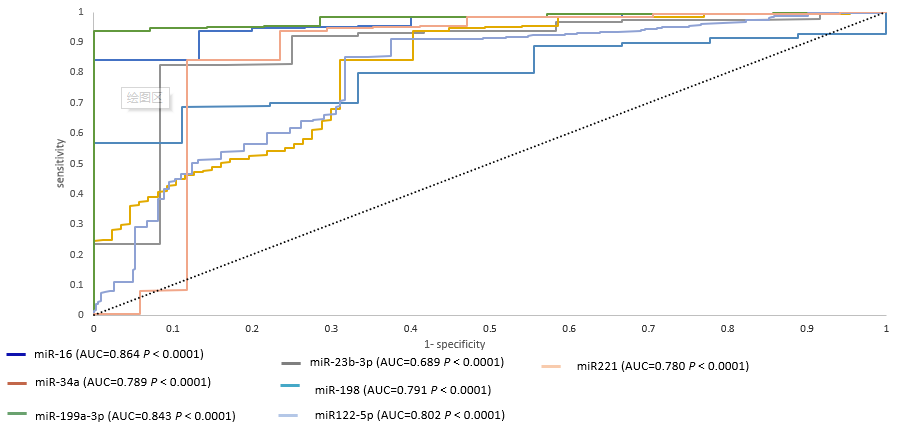 1
0.9
0.8
0.7
0.6
0.5
0.4
0.3
0.2
0.1
0
sensitivity
绘图区
0 0.1 0.2 0.3 0.4 0.5 0.6 0.7 0.8 0.9 1
1- specificity
miR-16 (AUC=0.864 P < 0.0001)
miR-34a (AUC=0.789 P < 0.0001)
miR-199a-3p (AUC=0.843 P < 0.0001)
miR-23b-3p (AUC=0.689 P < 0.0001)
miR-198 (AUC=0.791 P < 0.0001)
miR122-5p (AUC=0.802 P < 0.0001)
miR221 (AUC=0.780 P < 0.0001)